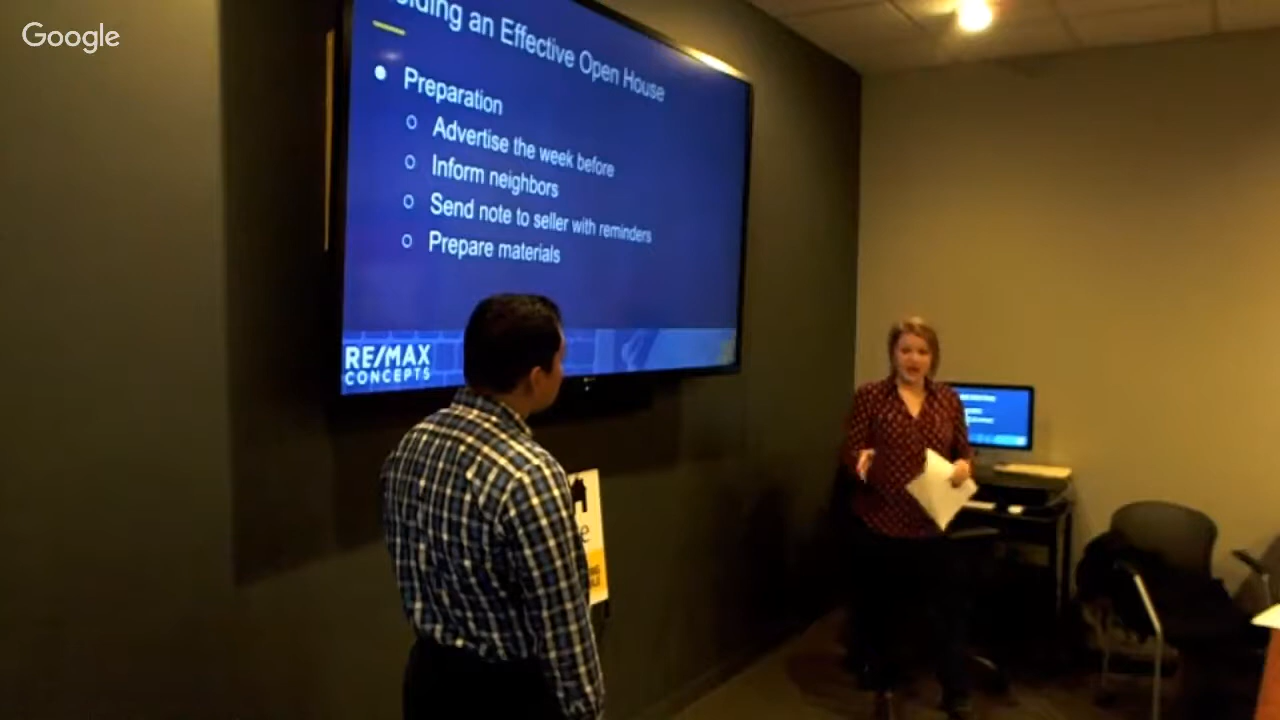 Google
an Effective Open House
Preparation
Advertise the week before
Inform neighbors
Send note to seller with reminders
Prepare materials
RE/MAX
CONCEPTS